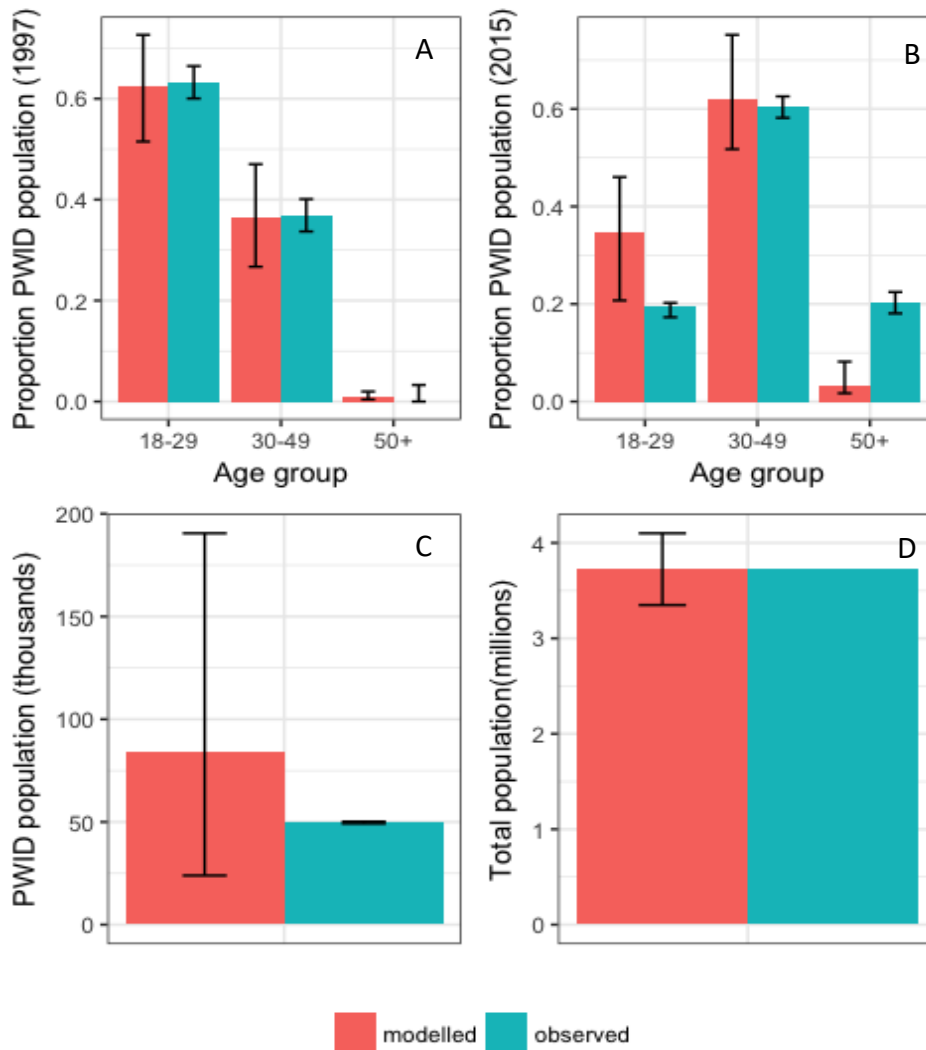 Proportion PWID population (1997)
0.6
0.4
0.2
0.0
A
18-29 30-49 50+
Age group
Proportion PWID population (2015)
0.6
0.4
0.2
0.0
B
18-29 30-49 50+
Age group
PWID population (thousands)
200
150
100
50
0
C
Total population(millions)
4
3
2
1
0
D
modelled observed